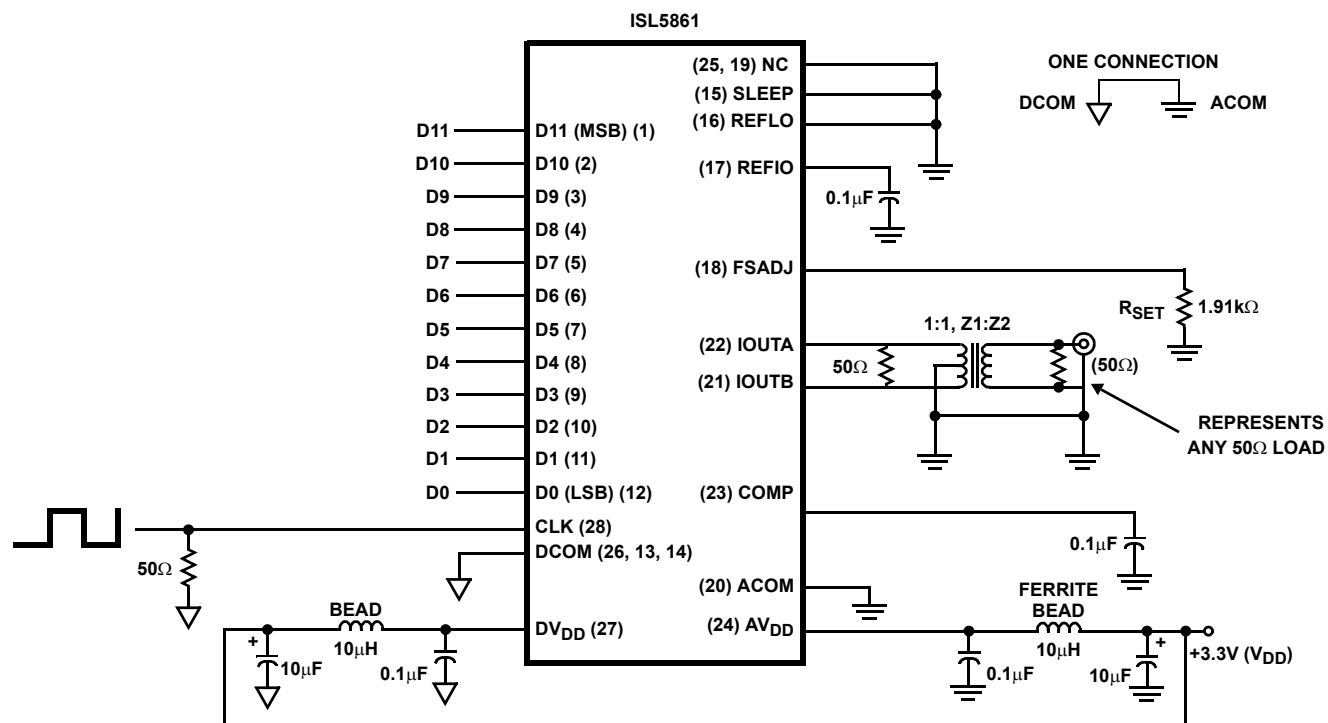 ISL5861
(25, 19) NC
(15) SLEEP
(16) REFLO
(17) REFIO
0.1µF
ONE CONNECTION
DCOM
ACOM
D11
D11 (MSB) (1)
D10
D10 (2)
D9
D9 (3)
D8
D8 (4)
D7
D7 (5)
D6
D6 (6)
D5
D5 (7)
D4
D4 (8)
D3
D3 (9)
D2
D2 (10)
D1
D1 (11)
D0
D0 (LSB) (12)
CLK (28)
50Ω
DCOM (26, 13, 14)
BEAD
+
10µF
10µH
0.1µF
DVDD (27)
(18) FSADJ
RSET
1.91kΩ
1:1, Z1:Z2
(22) IOUTA
50Ω
(50Ω)
(21) IOUTB
REPRESENTS
ANY 50Ω LOAD
(23) COMP
0.1µF
(20) ACOM
FERRITE
BEAD
(24) AVDD
10µH
0.1µF
10µF
+
+3.3V (VDD)